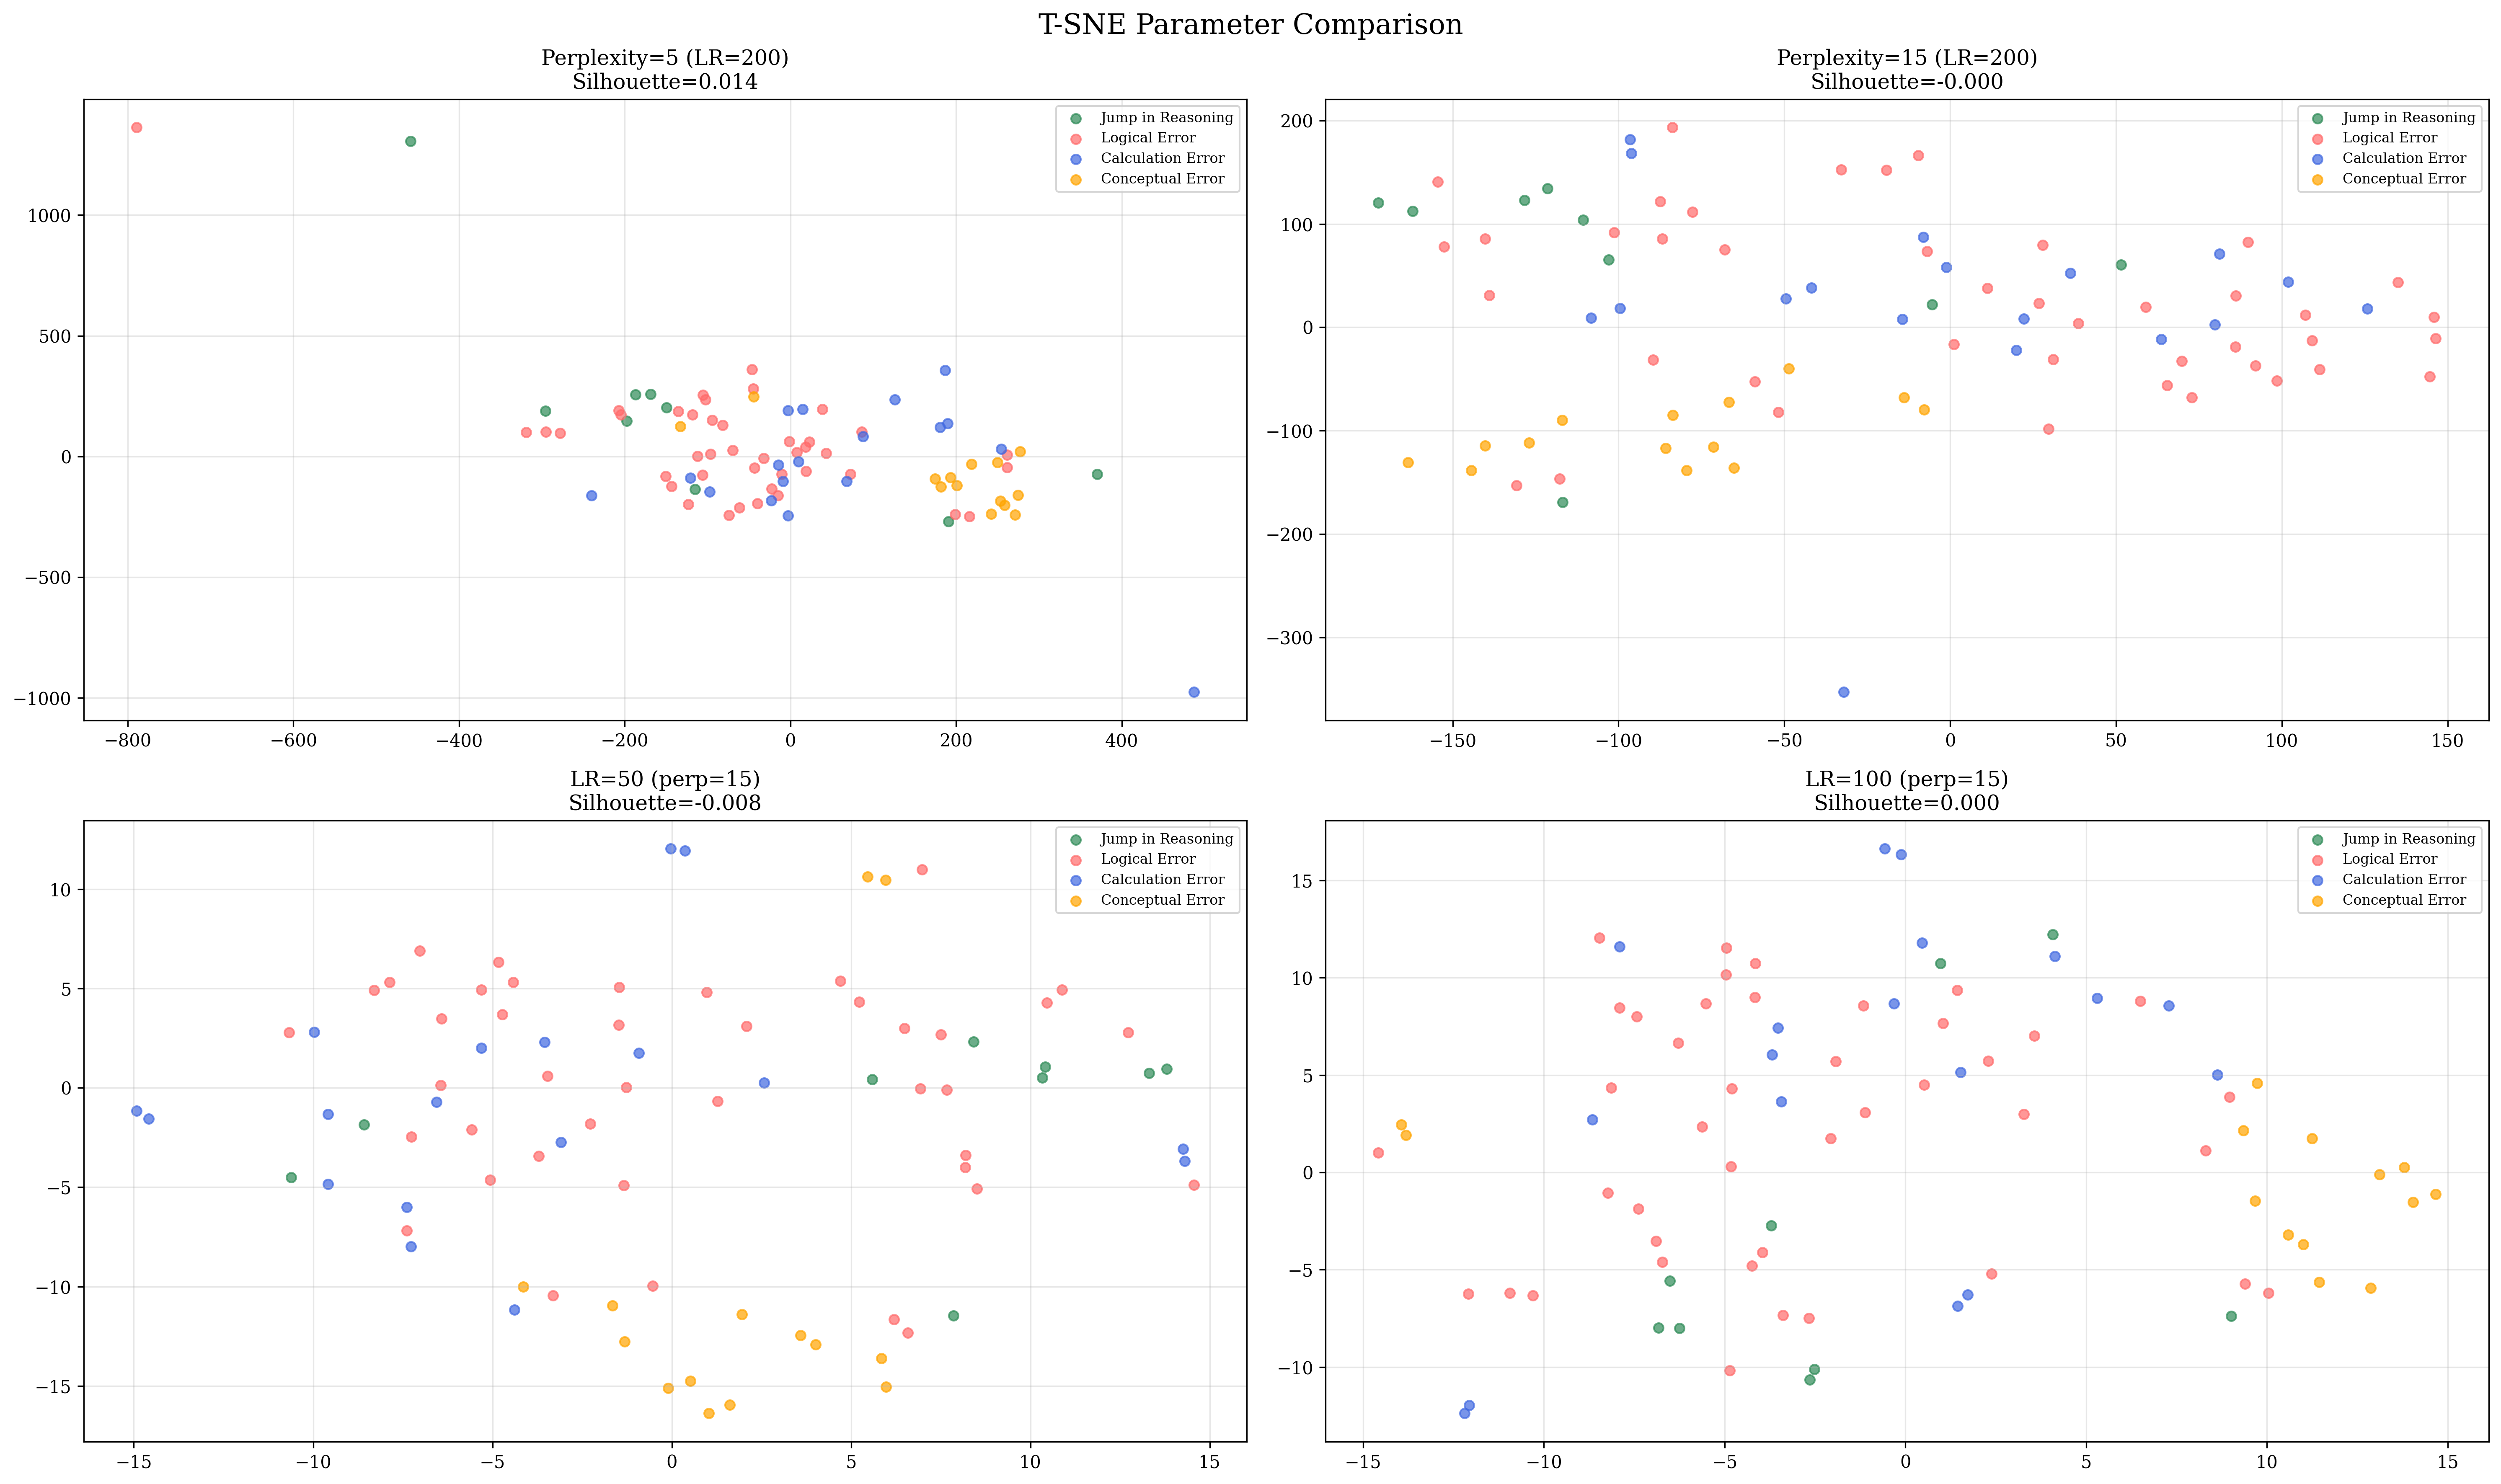 T-SNE Parameter Comparison
Perplexity=5 (LR=200)
Silhouette=0.014
Jump in Reasoning
Logical Error
Calculation Error
Conceptual Error
1000
500
0
−500
−1000
−800
−600
−400
−200
0
200
400
Perplexity=15 (LR=200)
Silhouette=-0.000
Jump in Reasoning
Logical Error
Calculation Error
Conceptual Error
200
100
0
−100
−200
−300
−150
−100
−50
0
50
100
150
LR=50 (perp=15)
Silhouette=-0.008
Jump in Reasoning
Logical Error
Calculation Error
Conceptual Error
10
5
0
−5
−10
−15
−15
−10
−5
0
5
10
15
LR=100 (perp=15)
Silhouette=0.000
Jump in Reasoning
Logical Error
Calculation Error
Conceptual Error
15
10
5
0
−5
−10
−15
−10
−5
0
5
10
15